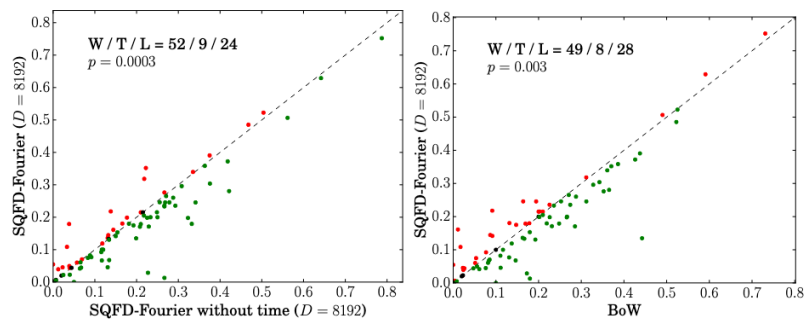 0.8
0.7
0.6
0.5
0.4
0.3
0.2
0.1
0.0
SQFD-Fourier (D = 8192)
W / T / L = 52 / 9 / 24
p = 0.0003
0.0 0.1 0.2 0.3 0.4 0.5 0.6 0.7 0.8
SQFD-Fourier without time (D = 8192)
0.8
0.7
0.6
0.5
0.4
0.3
0.2
0.1
0.0
SQFD-Fourier (D = 8192)
W / T / L = 49 / 8 / 28
p = 0.003
0.0 0.1 0.2 0.3 0.4 0.5 0.6 0.7 0.8
BoW